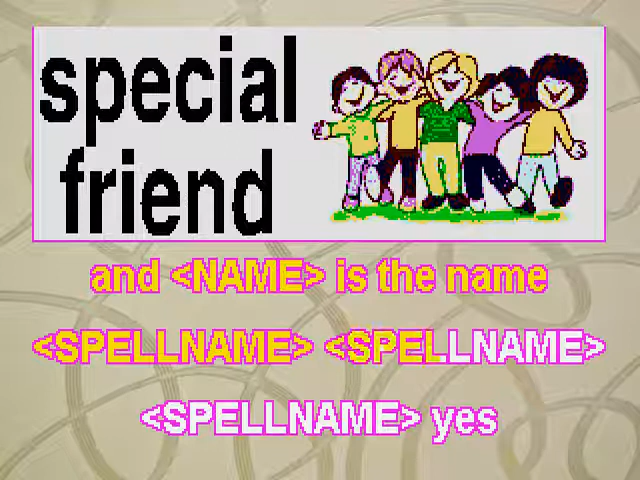 special
friend
and <NAME> is the name
<SPELLNAME> <SPELLNAME>
<SPELLNAME> yes